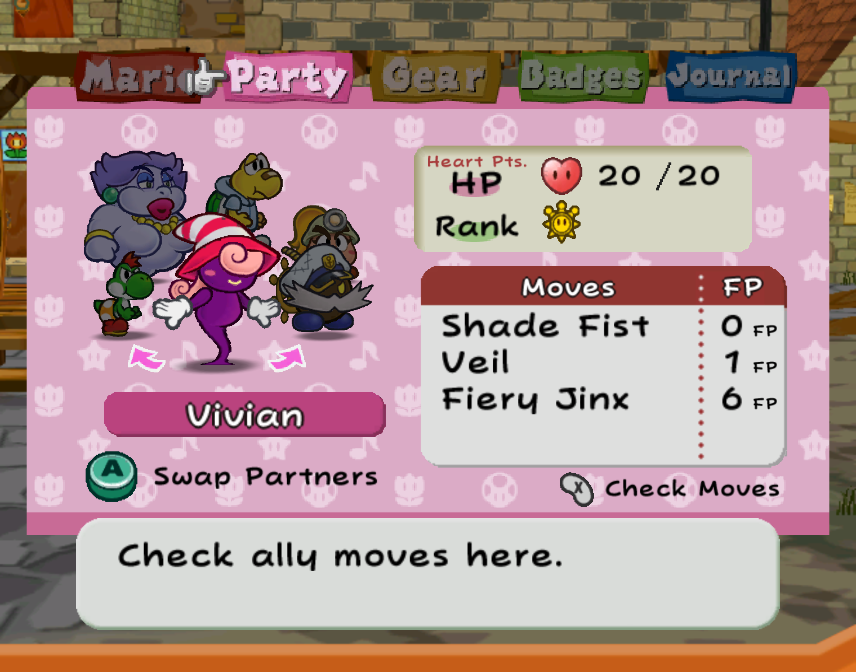 Mario Party Gear Badges Journal
Heart Pts.
HP 20 / 20
Rank
Moves FP
Shade Fist 0 FP
Veil 1 FP
Fiery Jinx 6 FP
Vivian
A Swap Partners
X Check Moves
Check ally moves here.